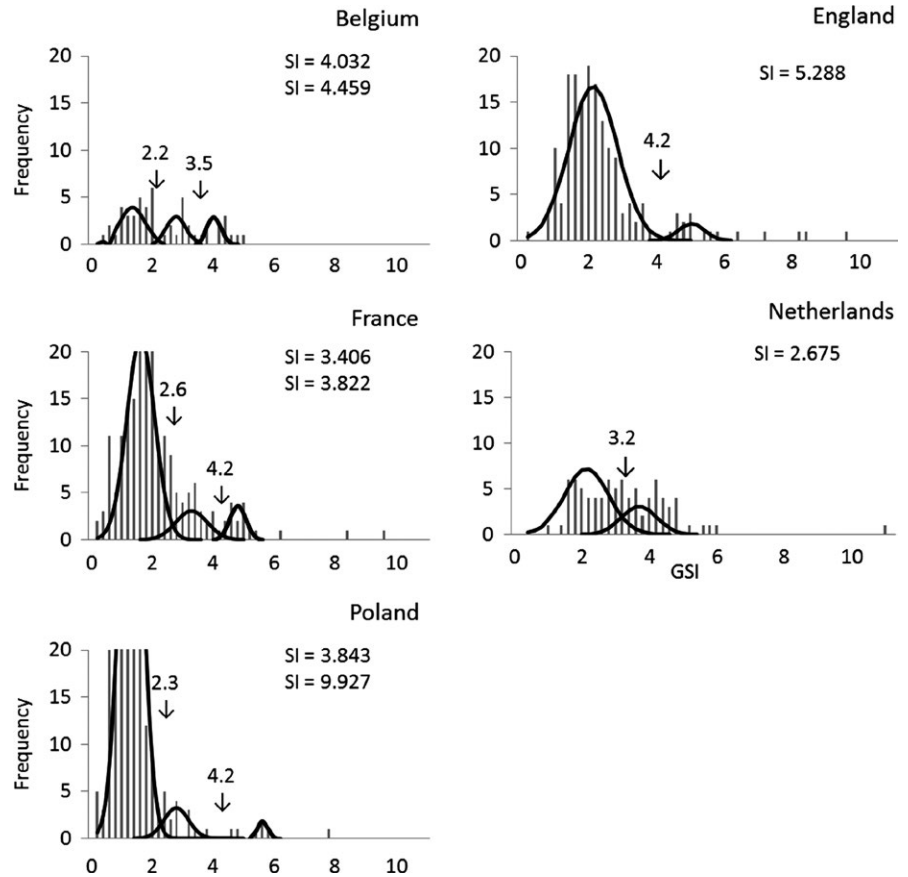 Belgium
SI = 4.032
SI = 4.459
Frequency
20
15
10
5
0
2.2
3.5
0 2 4 6 8 10
England
SI = 5.288
20
15
10
5
0
4.2
0 2 4 6 8 10
France
SI = 3.406
SI = 3.822
Frequency
20
15
10
5
0
2.6
4.2
0 2 4 6 8 10
Netherlands
SI = 2.675
20
15
10
5
0
3.2
0 2 4 6 8 10
GSI
Poland
SI = 3.843
SI = 9.927
Frequency
20
15
10
5
0
2.3
4.2
0 2 4 6 8 10